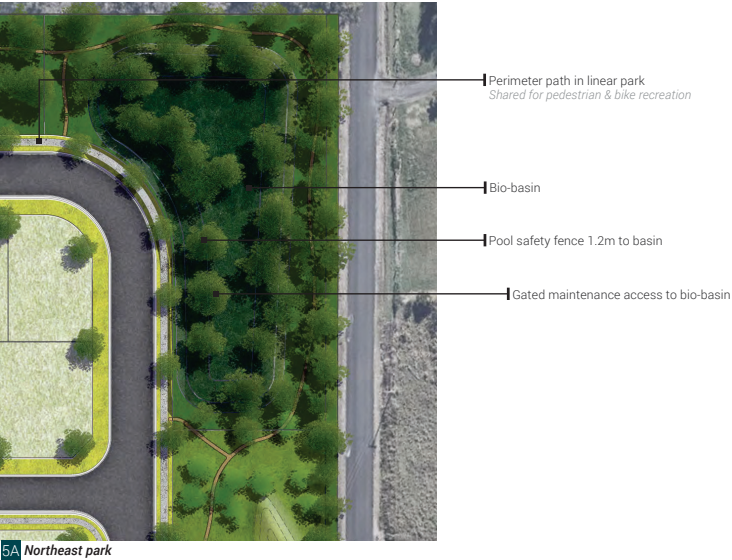 Perimeter path in linear park
Shared for pedestrian & bike recreation
Bio-basin
Pool safety fence 1.2m to basin
Gated maintenance access to bio-basin
5A Northeast park